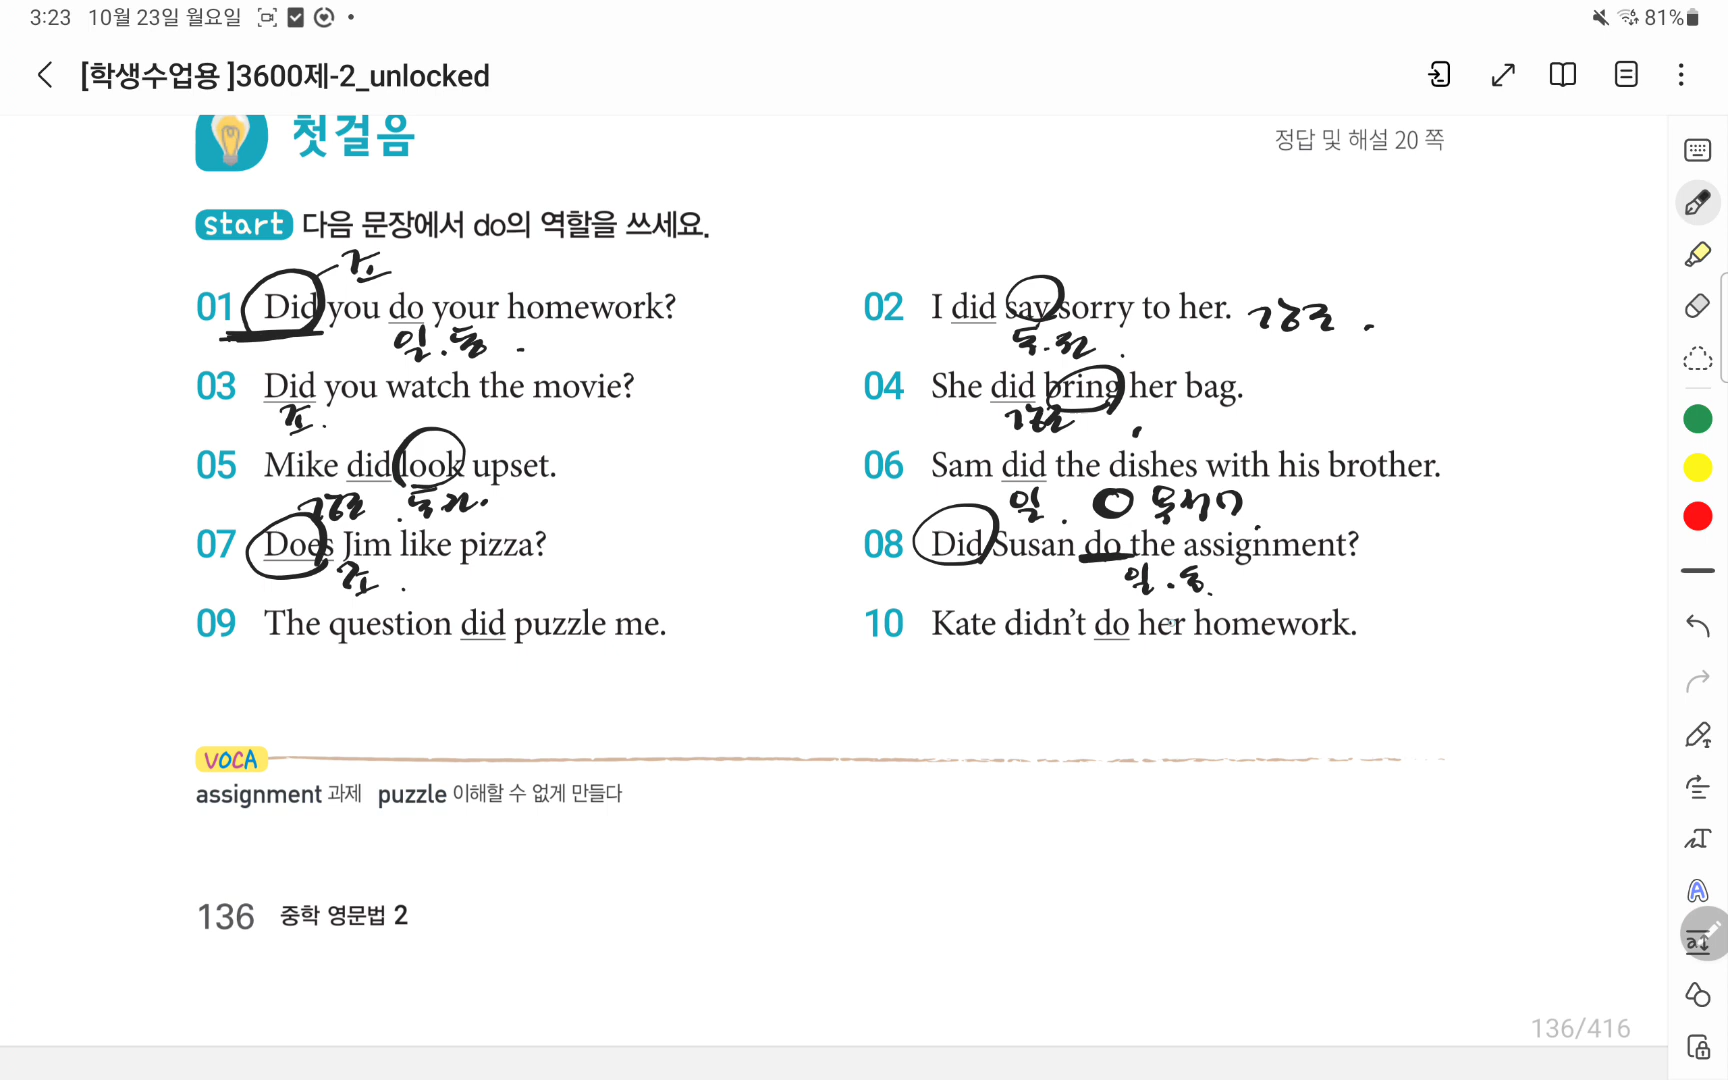 3:23 10월 23일 월요일 81%
[학생수업용 ]3600제-2_unlocked
첫걸음
정답 및 해설 20 쪽
start 다음 문장에서 do의 역할을 쓰세요.
조
01 Did you do your homework?
일.동
02 I did say sorry to her. 강조
동.원
03 Did you watch the movie?
조
04 She did bring her bag.
강조
05 Mike did look upset.
강조
06 Sam did the dishes with his brother.
일
07 Does Jim like pizza?
조
08 Did Susan do the assignment?
일.동
09 The question did puzzle me.
10 Kate didn't do her homework.
VOCA
assignment 과제 puzzle 이해할 수 없게 만들다
136 중학 영문법 2
136/416